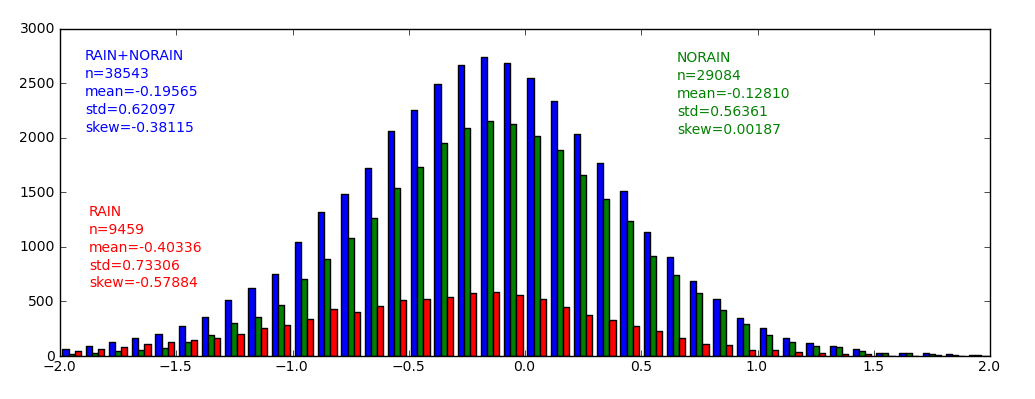 3000
2500
2000
1500
1000
500
0
RAIN+NORAIN
n=38543
mean=-0.19565
std=0.62097
skew=-0.38115
NORAIN
n=29084
mean=-0.12810
std=0.56361
skew=0.00187
RAIN
n=9459
mean=-0.40336
std=0.73306
skew=-0.57884
−2.0 −1.5 −1.0 −0.5 0.0 0.5 1.0 1.5 2.0